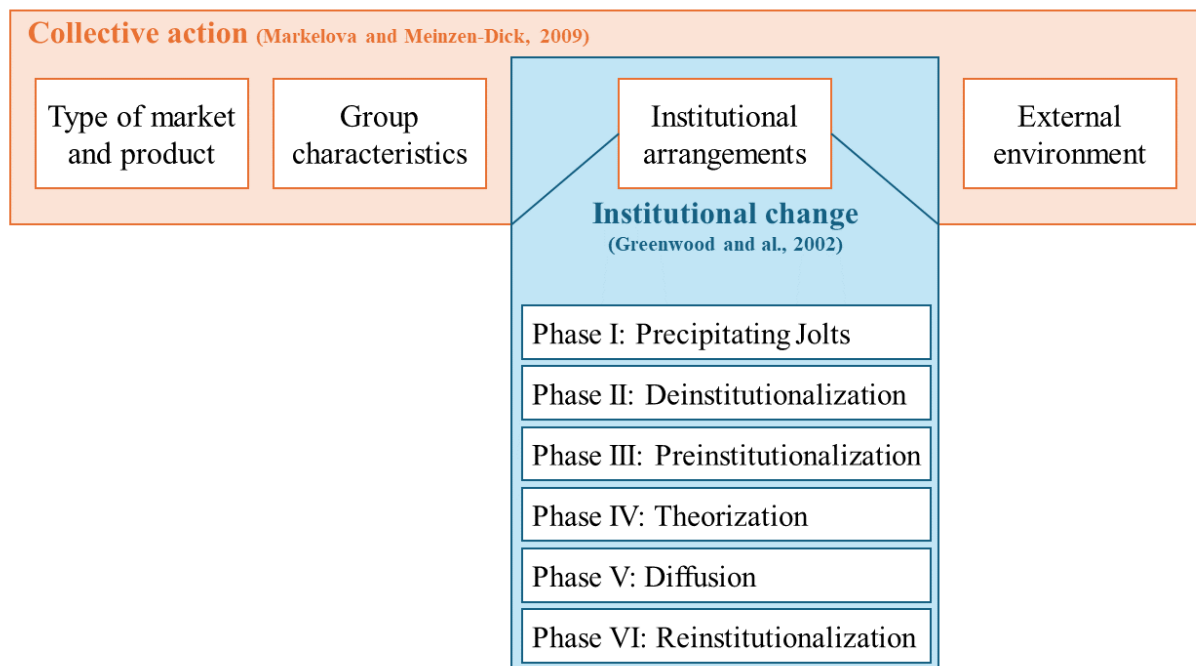 Collective action (Markelova and Meinzen-Dick, 2009)
Type of market
and product
Group
characteristics
Institutional
arrangements
External
environment
Institutional change
(Greenwood and al., 2002)
Phase I: Precipitating Jolts
Phase II: Deinstitutionalization
Phase III: Preinstitutionalization
Phase IV: Theorization
Phase V: Diffusion
Phase VI: Reinstitutionalization